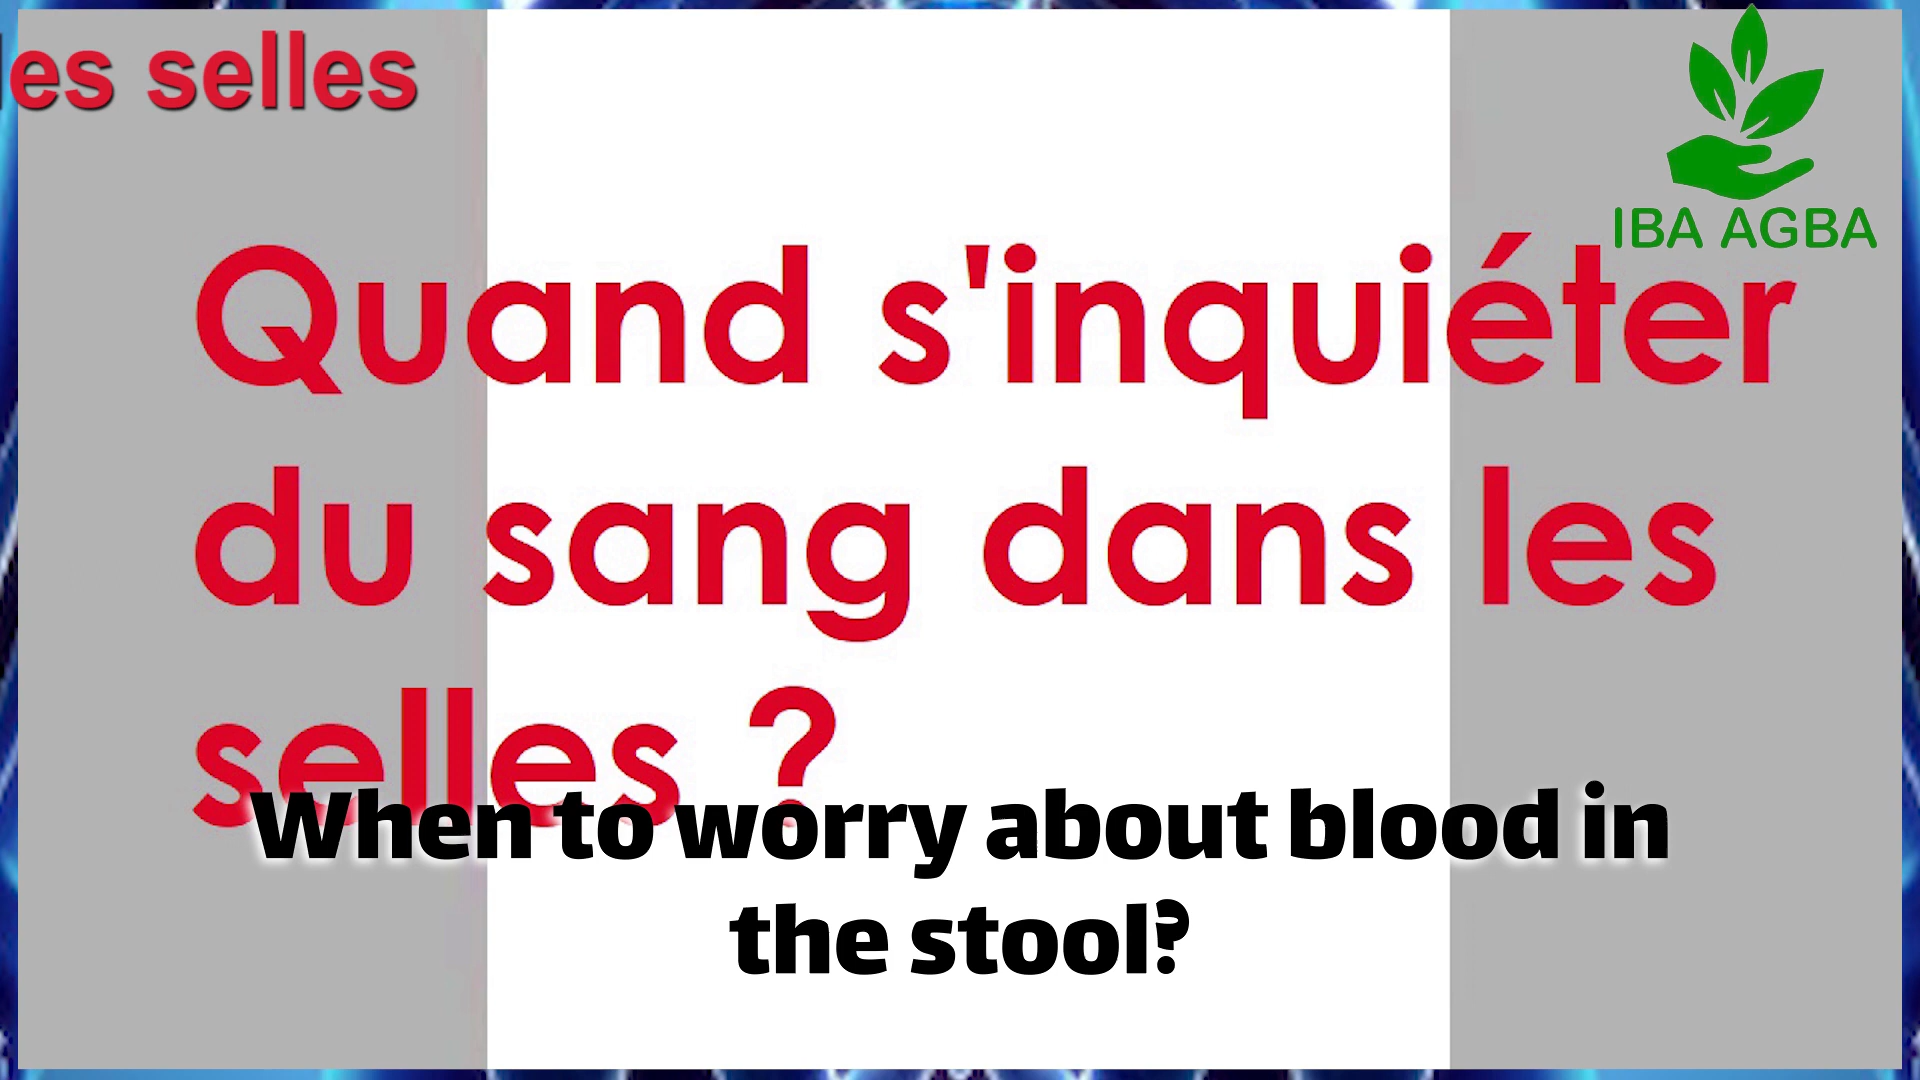 es selles
IBA AGBA
Quand s'inquiéter
du sang dans les
selles ?
When to worry about blood in
the stool?